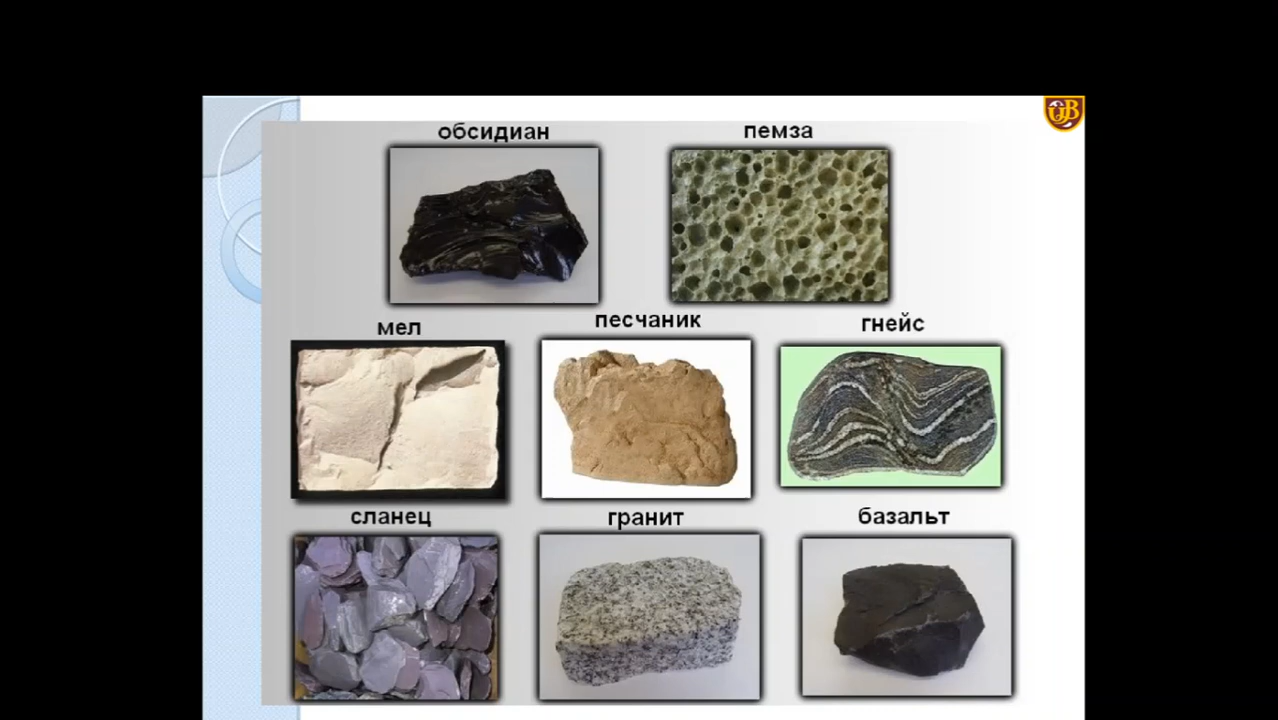 обсидиан
пемза
мел
песчаник
гнейс
сланец
гранит
базальт